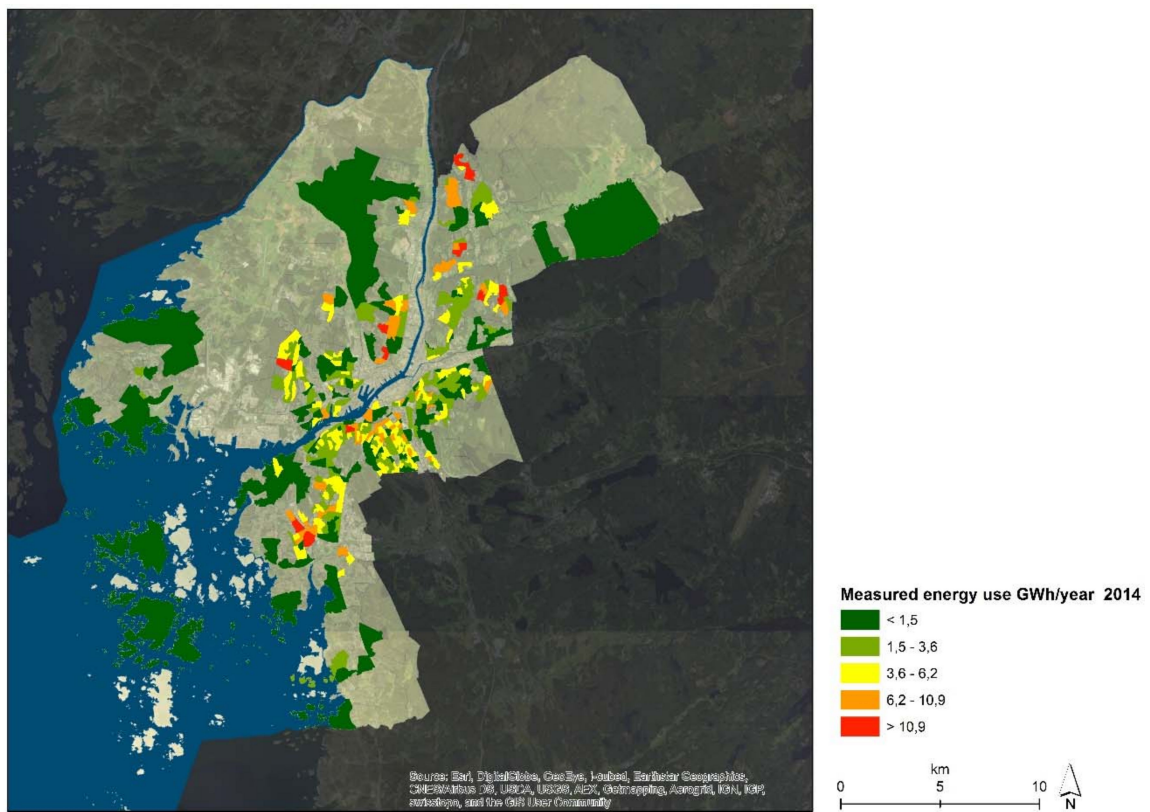 Measured energy use GWh/year 2014
< 1,5
1,5 - 3,6
3,6 - 6,2
6,2 - 10,9
> 10,9
km
0 5 10
N
Source: Esri, DigitalGlobe, GeoEye, i-cubed, Earthstar Geographics,
CNES/Airbus DS, USDA, USGS, AEX, Getmapping, Aerogrid, IGN, IGP,
swisstopo, and the GIS User Community